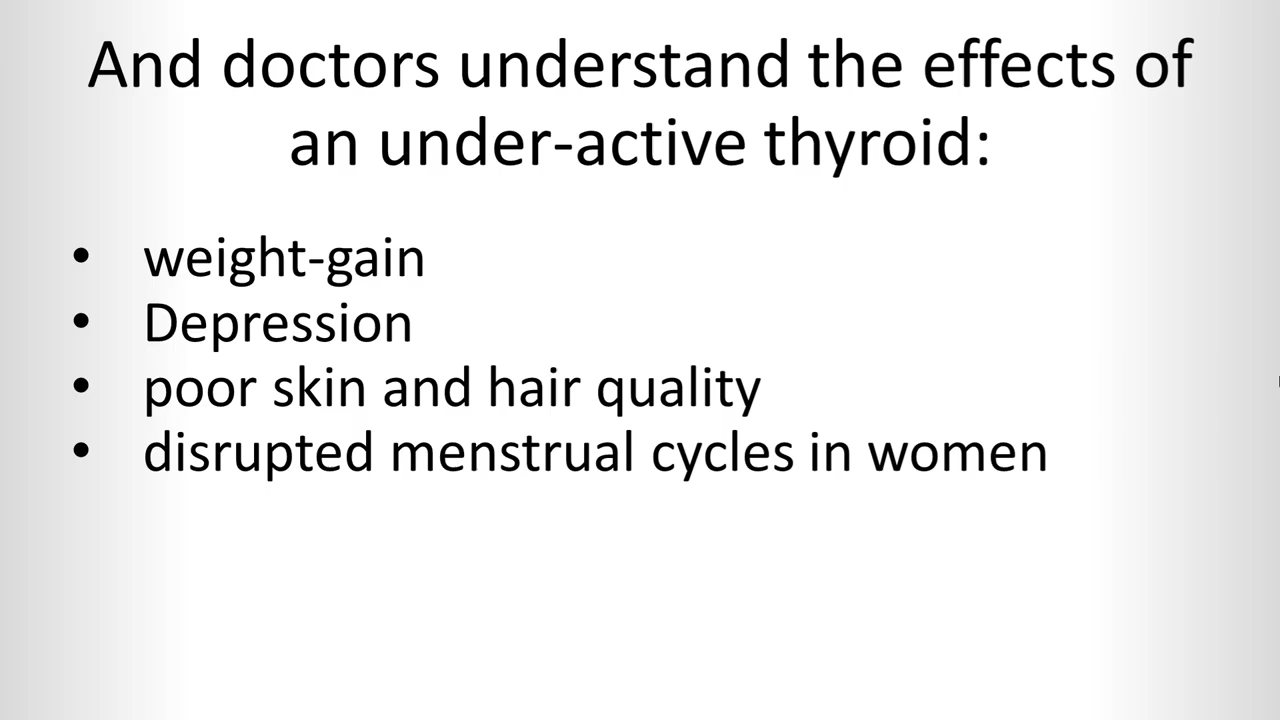 And doctors understand the effects of
an under-active thyroid:
• weight-gain
• Depression
• poor skin and hair quality
• disrupted menstrual cycles in women